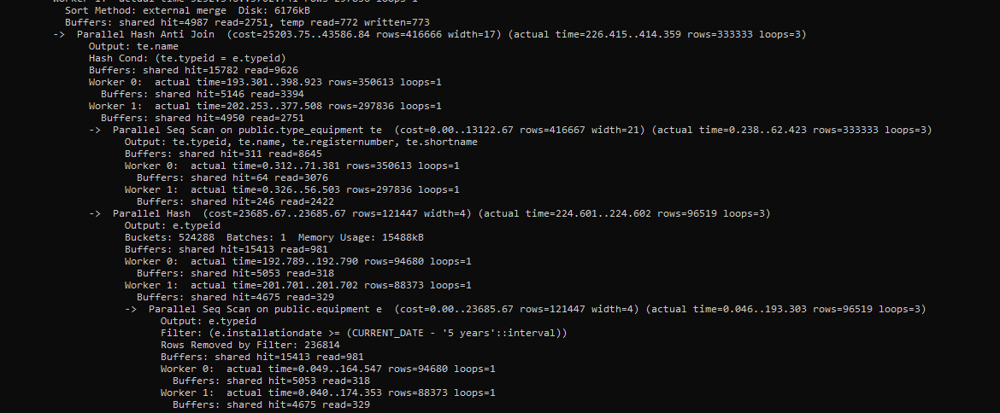 Sort Method: external merge  Disk: 6176kB
Buffers: shared hit=4987 read=2751, temp read=772 written=773
->  Parallel Hash Anti Join  (cost=25203.75..43586.84 rows=416666 width=17) (actual time=226.415..414.359 rows=333333 loops=3)
Output: te.name
Hash Cond: (te.typeid = e.typeid)
Buffers: shared hit=15782 read=9626
Worker 0:  actual time=193.301..398.923 rows=350613 loops=1
Buffers: shared hit=5146 read=3394
Worker 1:  actual time=202.253..377.508 rows=297836 loops=1
Buffers: shared hit=4950 read=2751
->  Parallel Seq Scan on public.type_equipment te  (cost=0.00..13122.67 rows=416667 width=21) (actual time=0.238..62.423 rows=333333 loops=3)
Output: te.typeid, te.name, te.registernumber, te.shortname
Buffers: shared hit=311 read=8645
Worker 0:  actual time=0.312..71.381 rows=350613 loops=1
Buffers: shared hit=64 read=3076
Worker 1:  actual time=0.326..56.503 rows=297836 loops=1
Buffers: shared hit=246 read=2422
->  Parallel Hash  (cost=23685.67..23685.67 rows=121447 width=4) (actual time=224.601..224.602 rows=96519 loops=3)
Output: e.typeid
Buckets: 524288  Batches: 1  Memory Usage: 15488kB
Buffers: shared hit=15413 read=981
Worker 0:  actual time=192.789..192.790 rows=94680 loops=1
Buffers: shared hit=5053 read=318
Worker 1:  actual time=201.701..201.702 rows=88373 loops=1
Buffers: shared hit=4675 read=329
->  Parallel Seq Scan on public.equipment e  (cost=0.00..23685.67 rows=121447 width=4) (actual time=0.046..193.303 rows=96519 loops=3)
Output: e.typeid
Filter: (e.installationdate >= (CURRENT_DATE - '5 years'::interval))
Rows Removed by Filter: 236814
Buffers: shared hit=15413 read=981
Worker 0:  actual time=0.049..164.547 rows=94680 loops=1
Buffers: shared hit=5053 read=318
Worker 1:  actual time=0.040..174.353 rows=88373 loops=1
Buffers: shared hit=4675 read=329